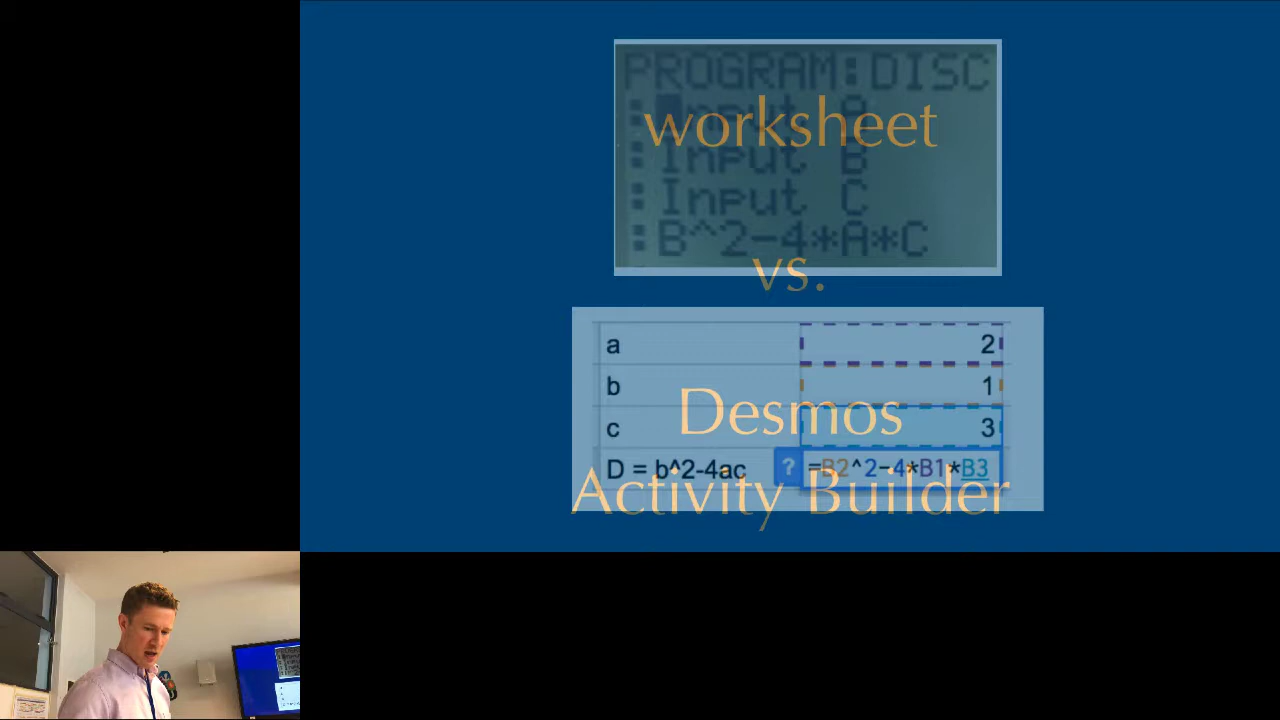 PROGRAM:DISC
:Input A
worksheet
:Input B
:Input C
:B^2-4*A*C
vs.
a 2
b 1
Desmos
c 3
D = b^2-4ac ? =B2^2-4*B1*B3
Activity Builder